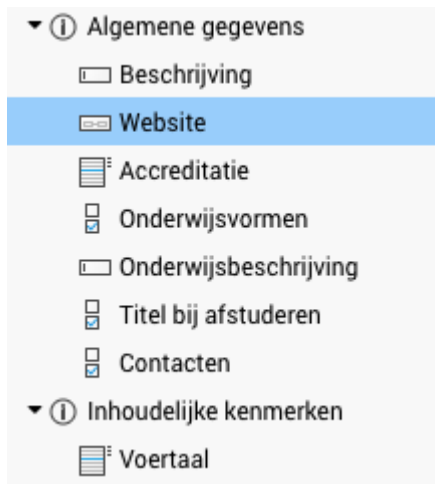 Algemene gegevens
Beschrijving
Website
Accreditatie
Onderwijsvormen
Onderwijsbeschrijving
Titel bij afstuderen
Contacten
Inhoudelijke kenmerken
Voertaal